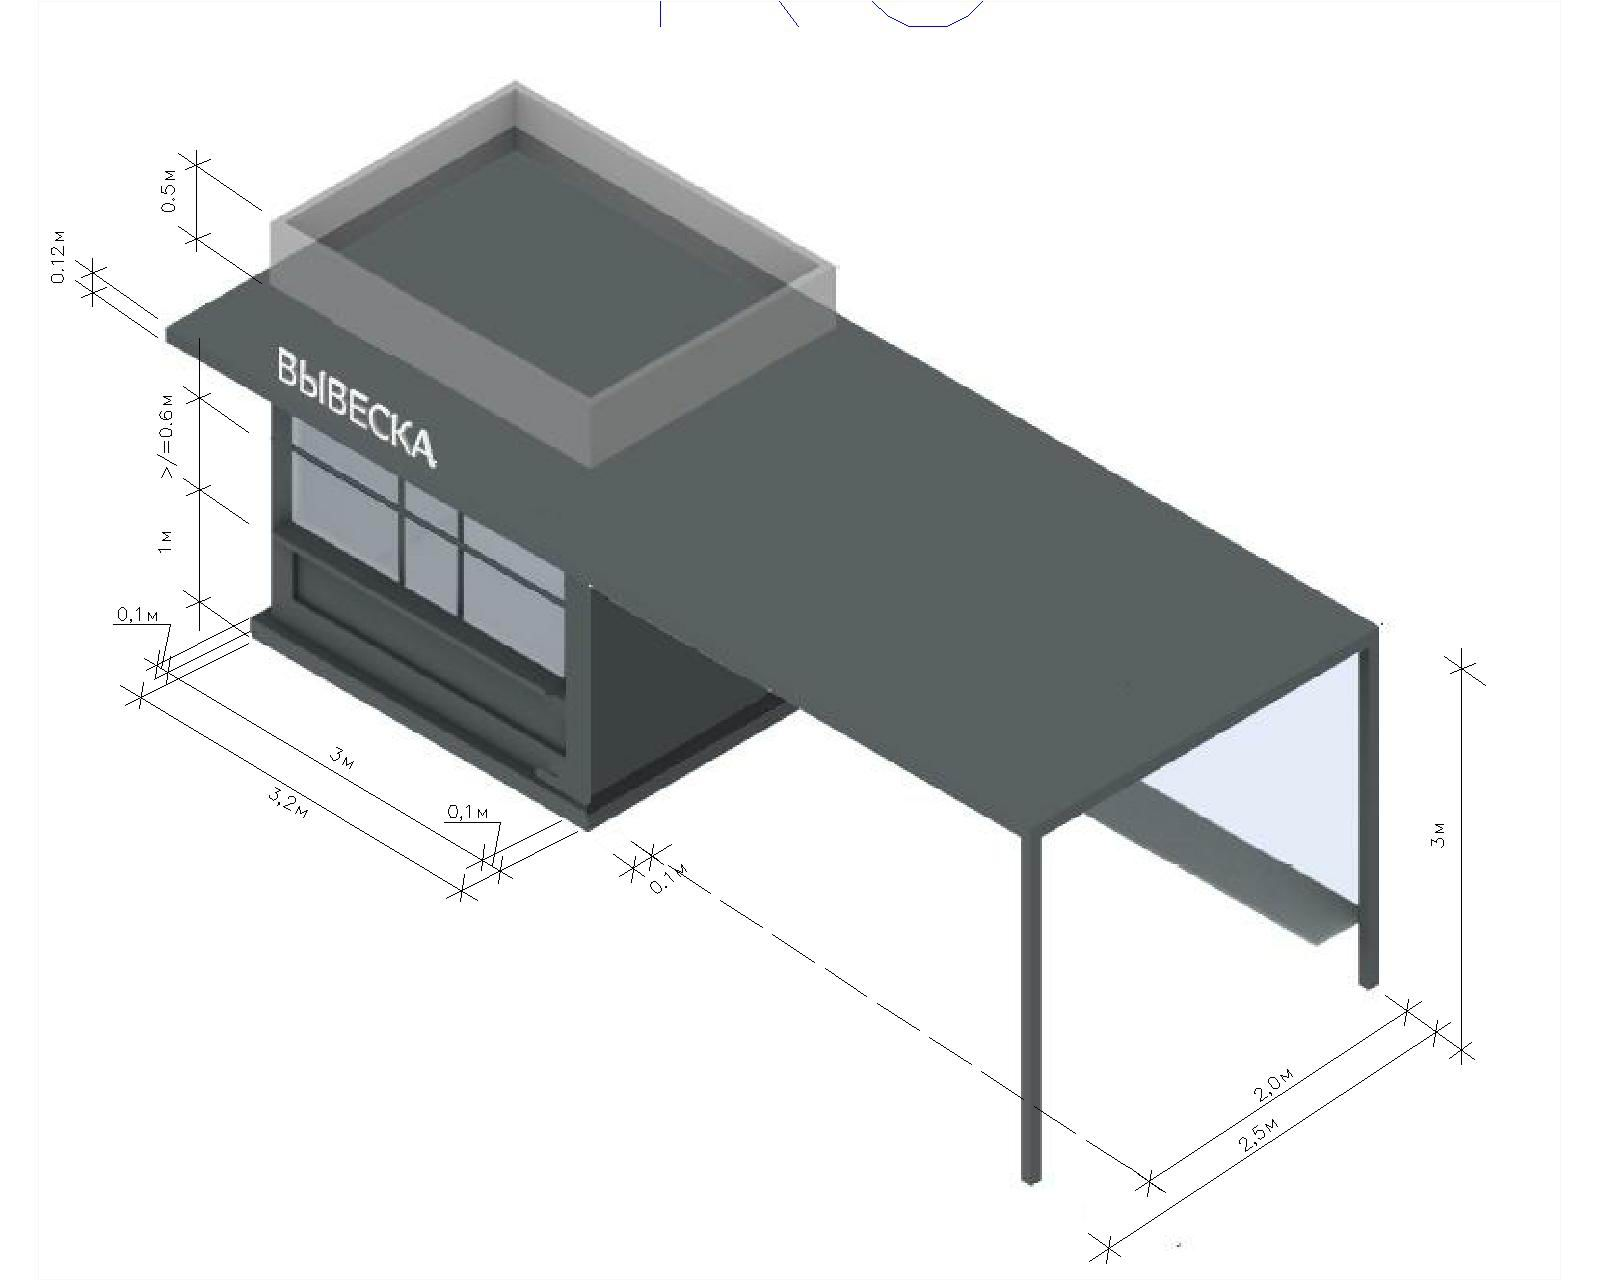 0.5м
0.12м
ВЫВЕСКА
>/=0.6м
1м
0,1м
3м
3,2м
0,1м
0.1м
3м
2,0м
2,5м